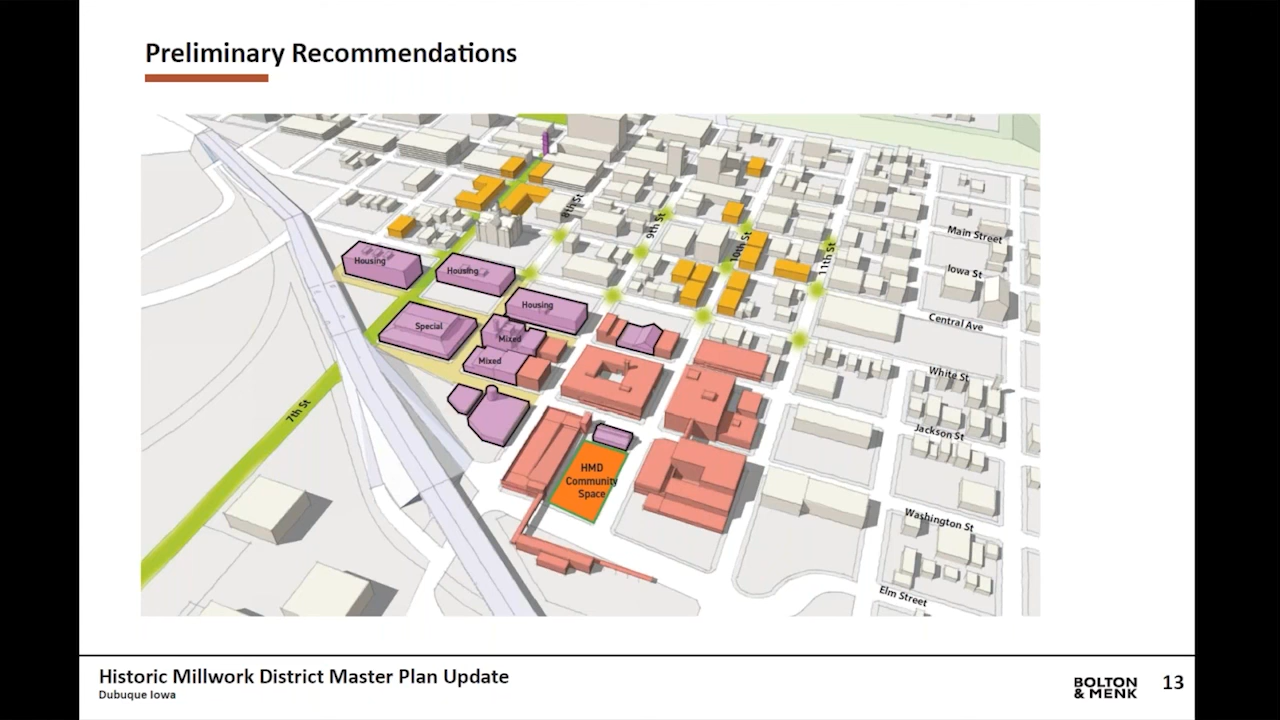 Preliminary Recommendations
8th St
9th St
10th St
11th St
Main Street
Iowa St
Central Ave
White St
Jackson St
Washington St
Elm Street
7th St
Housing
Housing
Housing
Special
Mixed
Mixed
HMD
Community
Space
Historic Millwork District Master Plan Update
Dubuque Iowa
BOLTON
& MENK
13